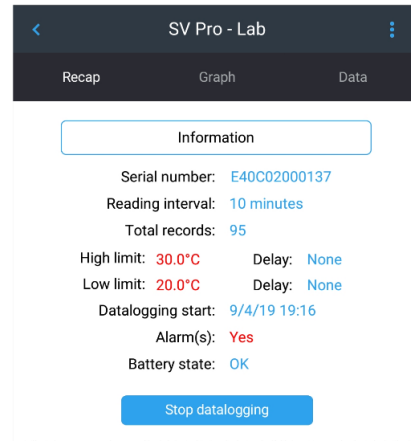 SV Pro - Lab
Recap Graph Data
Information
Serial number: E40C02000137
Reading interval: 10 minutes
Total records: 95
High limit: 30.0°C Delay: None
Low limit: 20.0°C Delay: None
Datalogging start: 9/4/19 19:16
Alarm(s): Yes
Battery state: OK
Stop datalogging